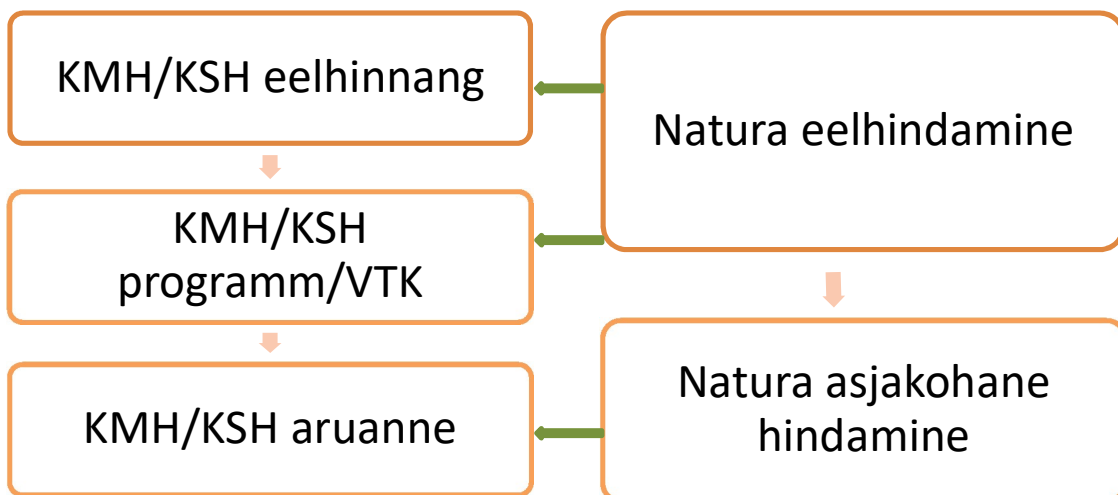 KMH/KSH eelhinnang
Natura eelhindamine
KMH/KSH
programm/VTK
Natura asjakohane
hindamine
KMH/KSH aruanne